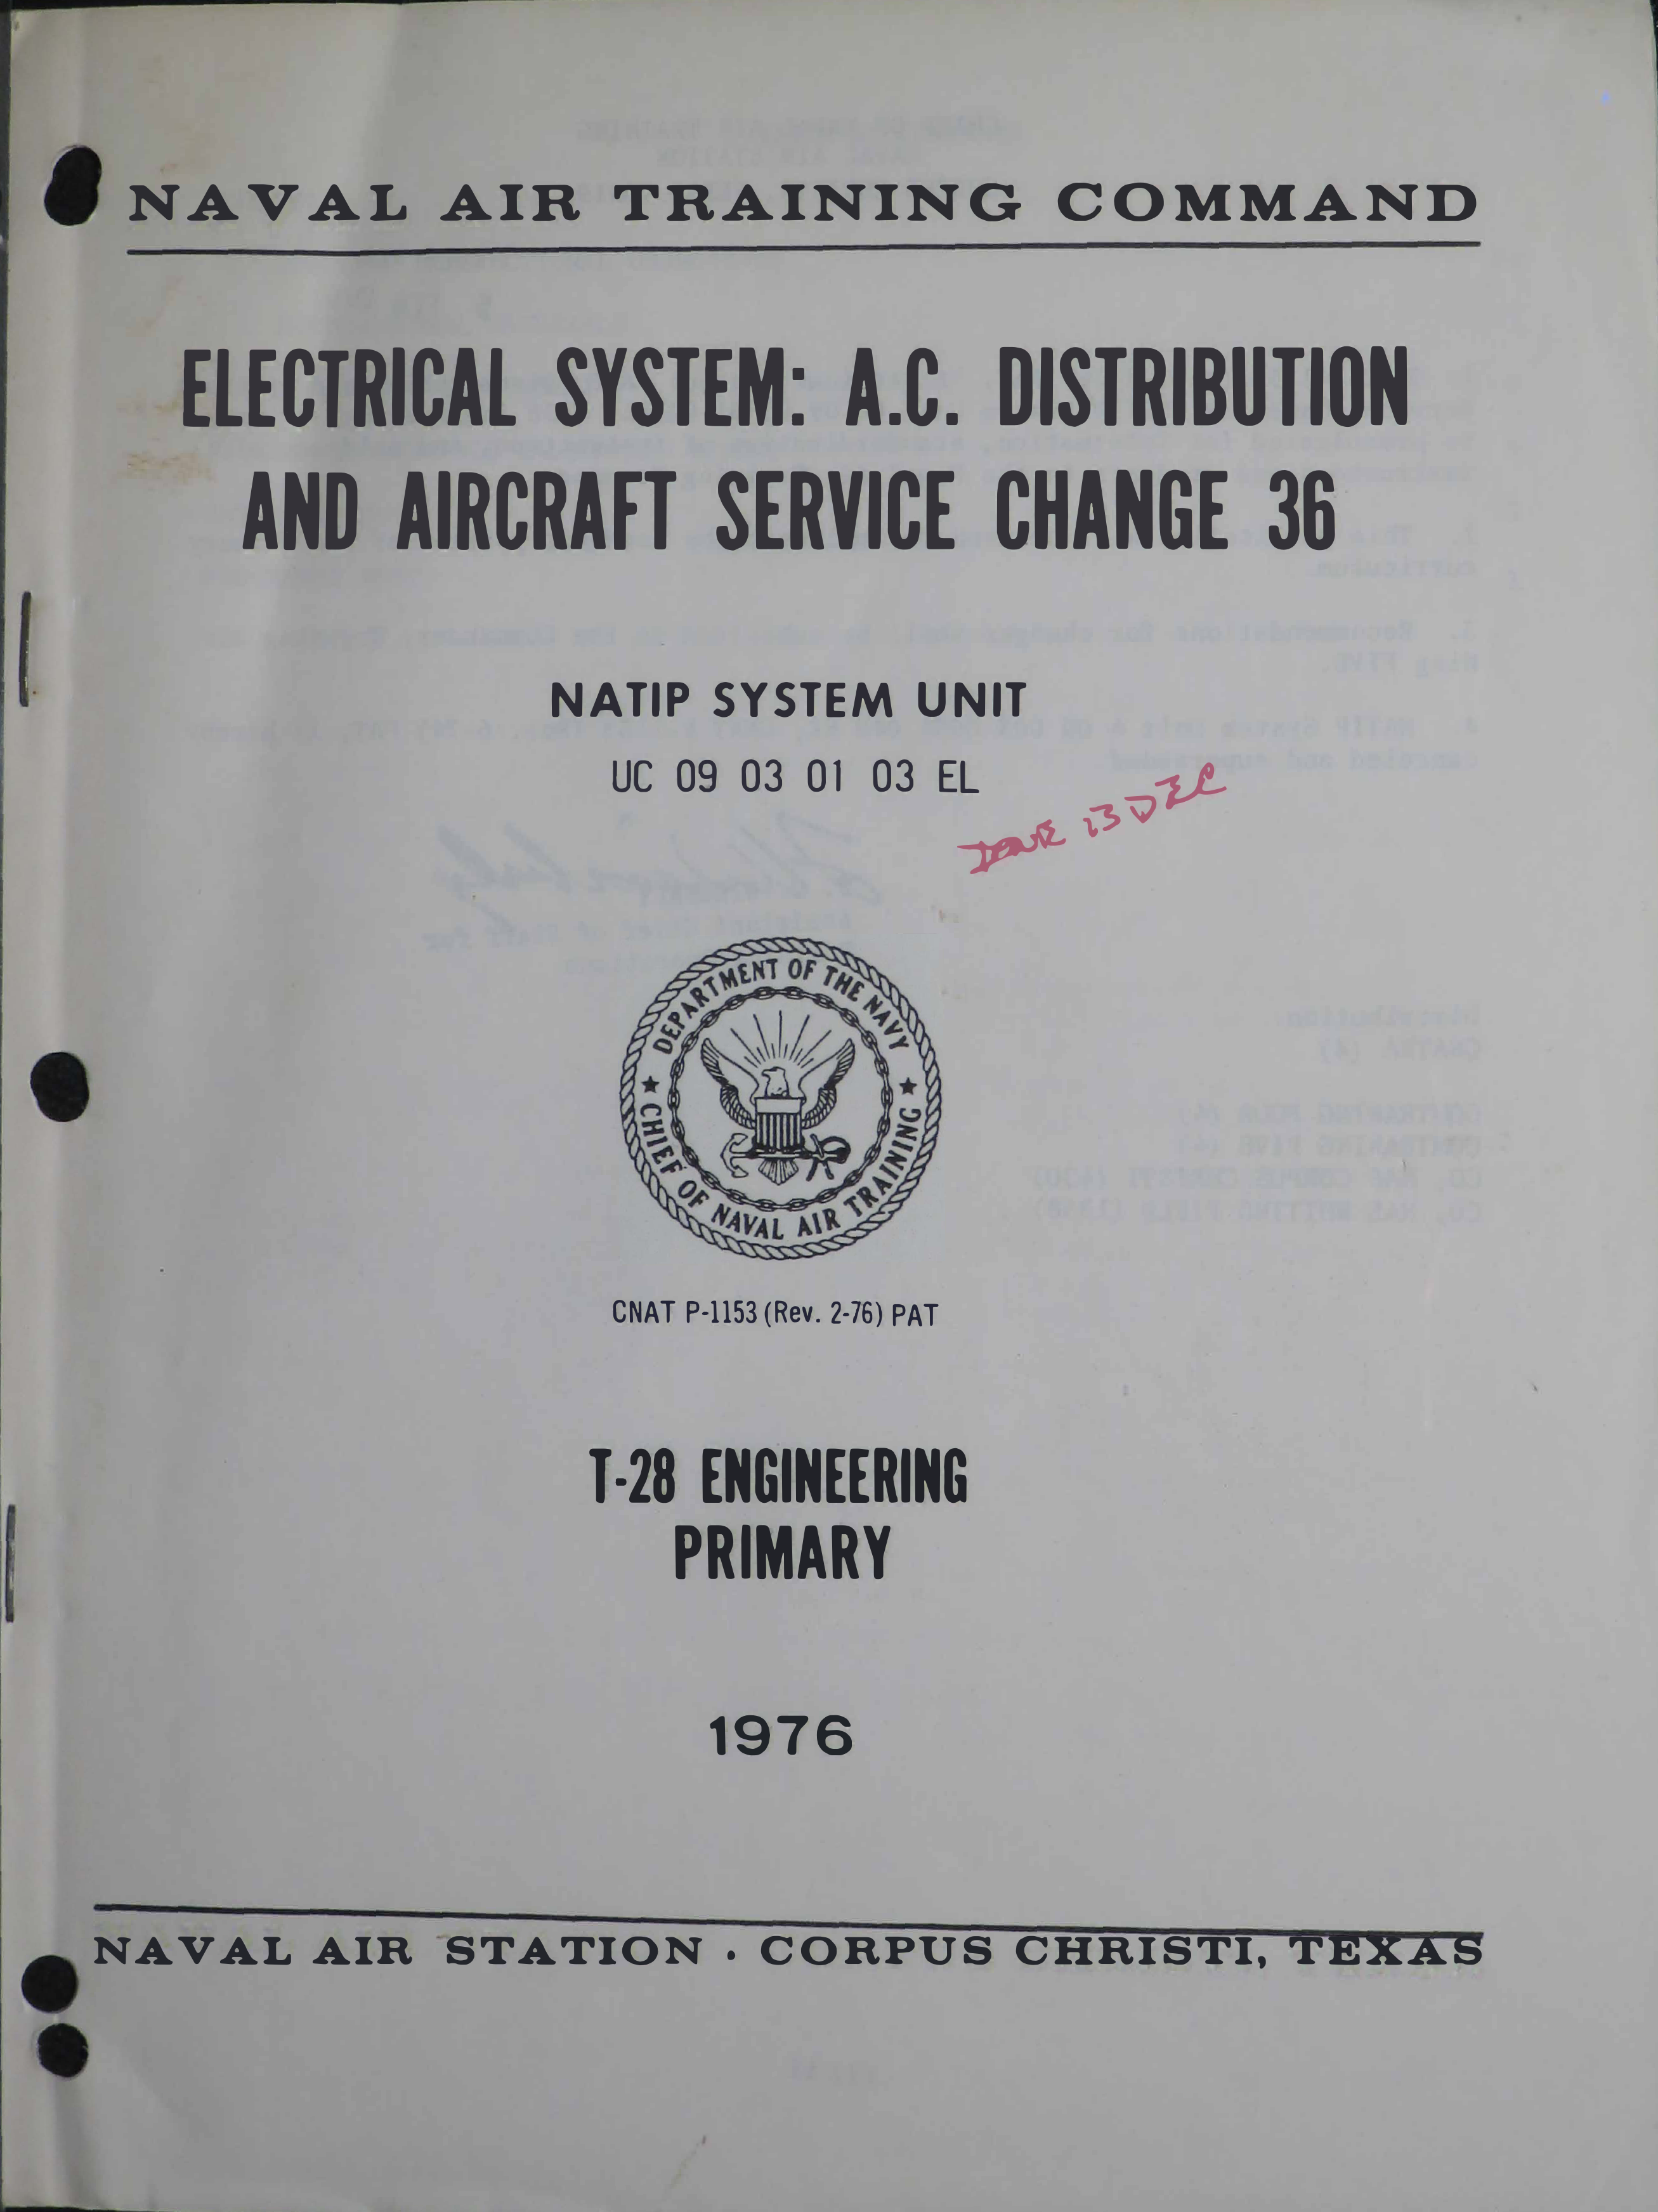 NAVAL AIR TRAINING COMMAND
ELECTRICAL SYSTEM: A.C. DISTRIBUTION
AND AIRCRAFT SERVICE CHANGE 36
NATIP SYSTEM UNIT
UC 09 03 01 03 EL
13 DEC
DEPARTMENT OF THE NAVY
CHIEF OF NAVAL AIR TRAINING
CNAT P-1153 (Rev. 2-76) PAT
T-28 ENGINEERING
PRIMARY
1976
NAVAL AIR STATION · CORPUS CHRISTI, TEXAS